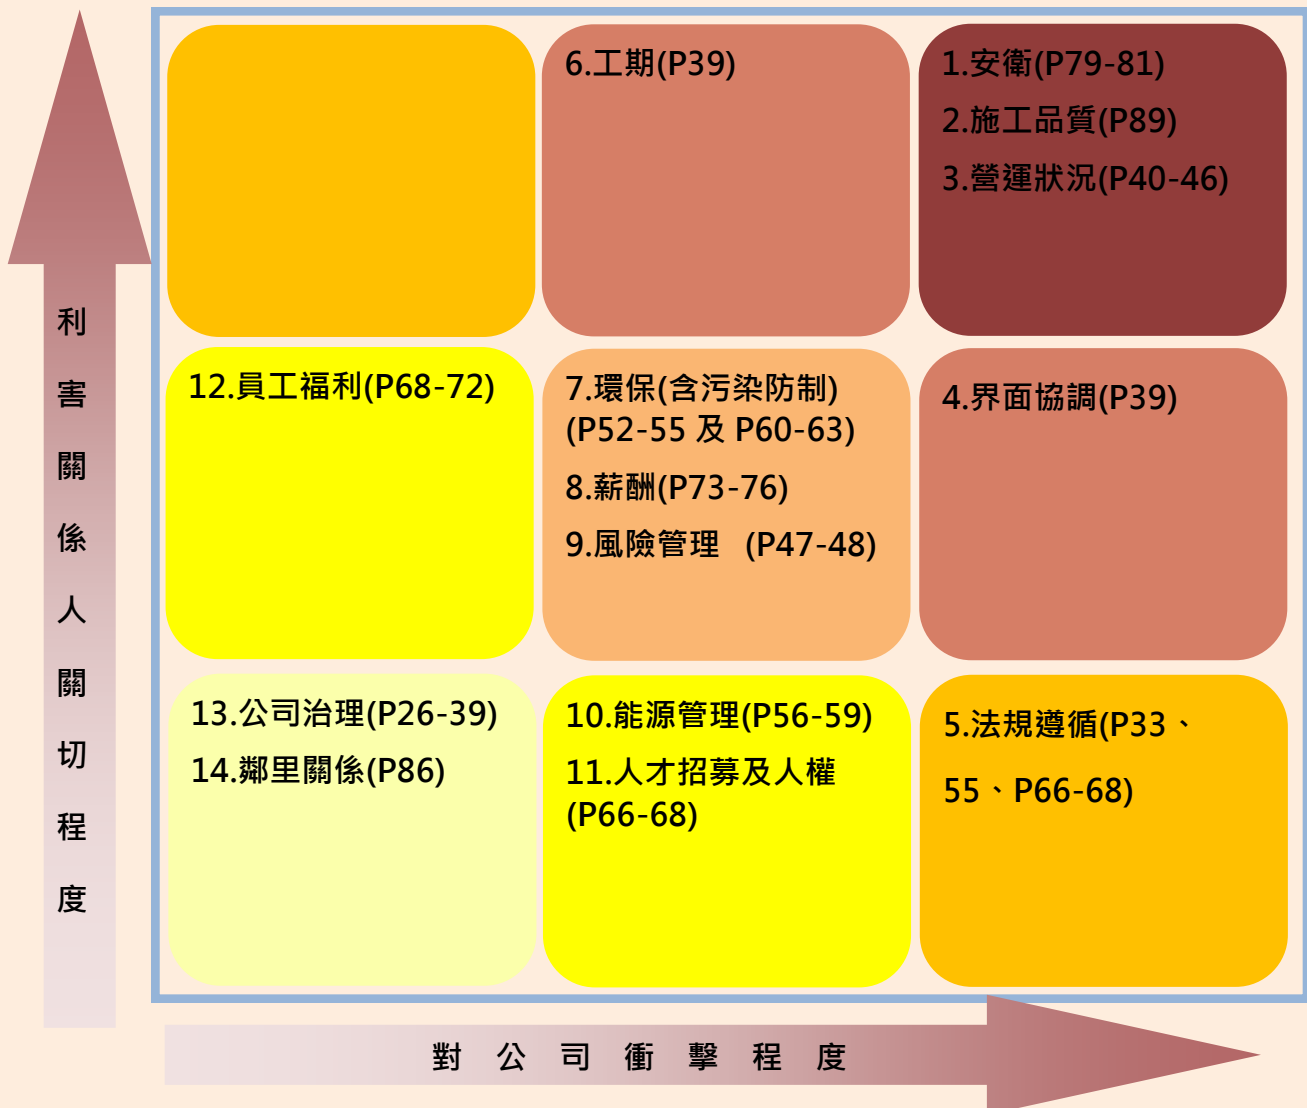 利害關係人關切程度
6.工期(P39)
1.安衛(P79-81)
2.施工品質(P89)
3.營運狀況(P40-46)
12.員工福利(P68-72)
7.環保(含污染防制)
(P52-55 及 P60-63)
8.薪酬(P73-76)
9.風險管理 (P47-48)
4.界面協調(P39)
13.公司治理(P26-39)
14.鄰里關係(P86)
10.能源管理(P56-59)
11.人才招募及人權
(P66-68)
5.法規遵循(P33、
55、P66-68)
對公司衝擊程度